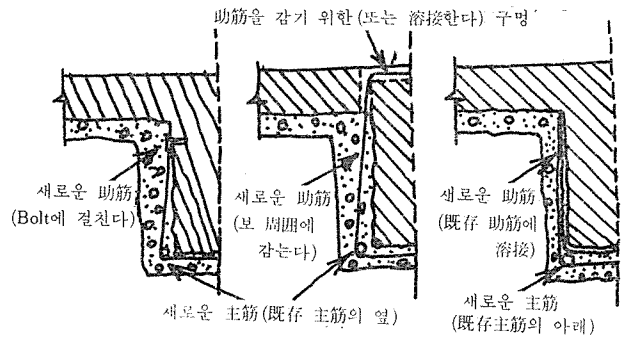 助筋을 감기 위한 (또는 溶接한다) 구멍
새로운 助筋
(Bolt에 걸친다)
새로운 助筋
(보 周囲에
감는다)
새로운 助筋
(既存 助筋에
溶接)
새로운 主筋 (既存 主筋의 옆)
새로운 主筋
(既存主筋의 아래)